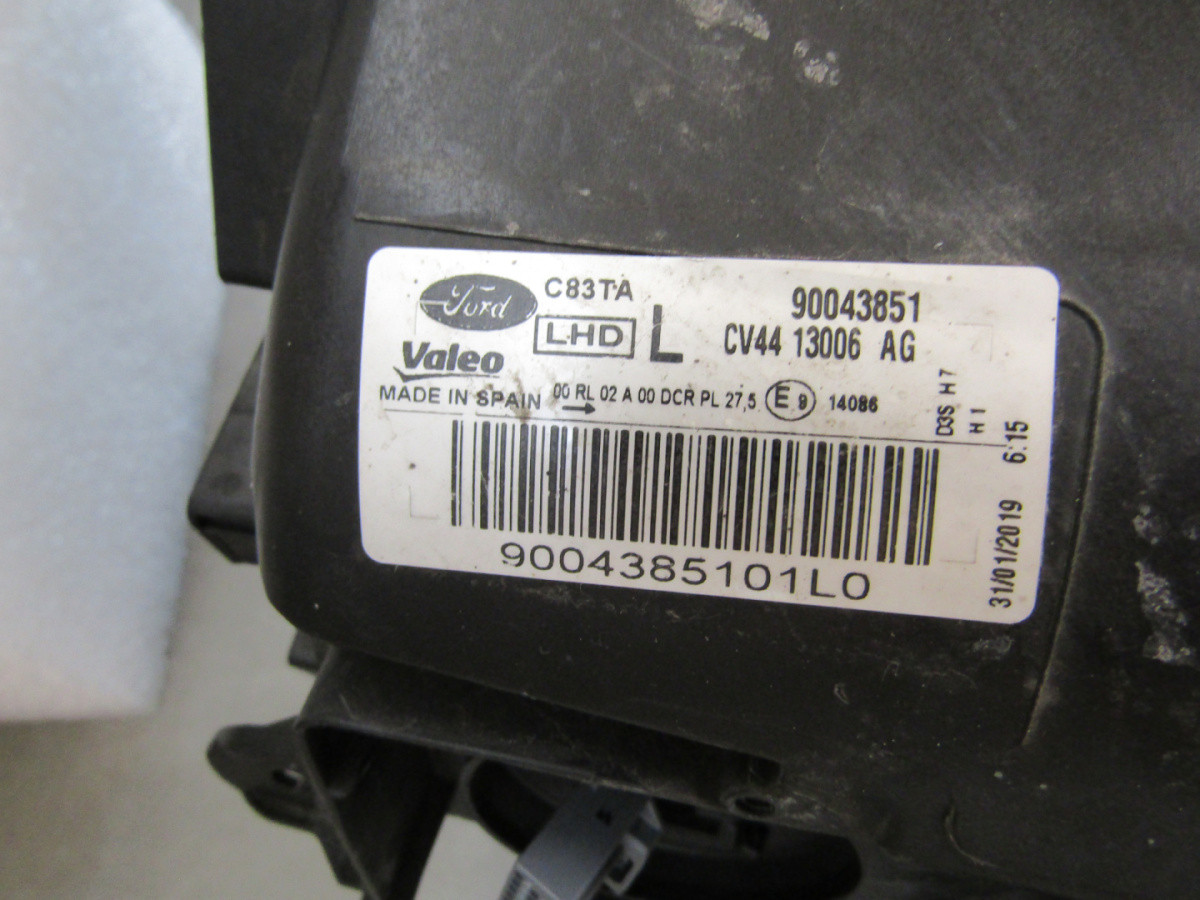 Ford
C83TA
90043851
LHD L
CV44 13006 AG
Valeo
MADE IN SPAIN
00 RL 02 A 00 DCR PL 27,5 E 9 14086
D3S H7
H1
9004385101L0
31/01/2019 6:15